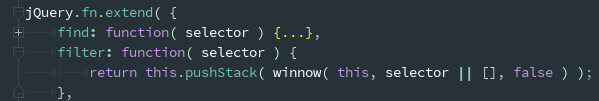 jQuery.fn.extend( {
find: function( selector ) {...},
filter: function( selector ) {
return this.pushStack( winnow( this, selector || [], false ) );
},